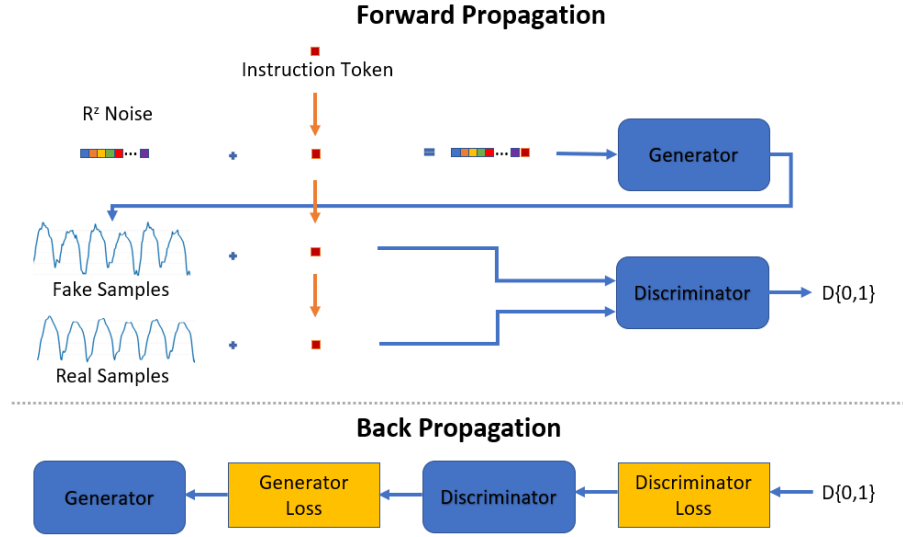 Forward Propagation
Instruction Token
Rᶻ Noise
+ = Generator
Fake Samples
+
Discriminator
D{0,1}
Real Samples
+
Back Propagation
Generator
Generator
Loss
Discriminator
Discriminator
Loss
D{0,1}